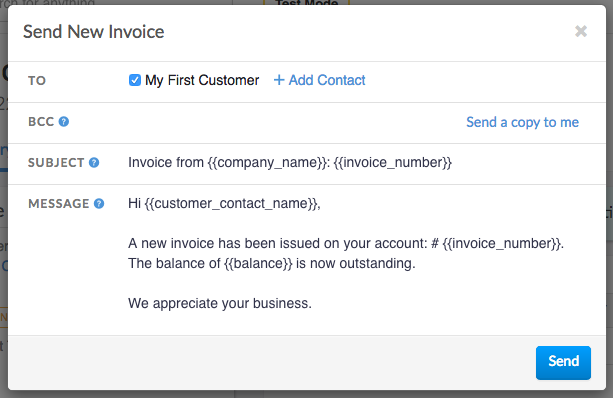 Test Mode
Send New Invoice
TO
My First Customer + Add Contact
BCC
Send a copy to me
SUBJECT
Invoice from {{company_name}}: {{invoice_number}}
MESSAGE
Hi {{customer_contact_name}},
A new invoice has been issued on your account: # {{invoice_number}}.
The balance of {{balance}} is now outstanding.
We appreciate your business.
Send